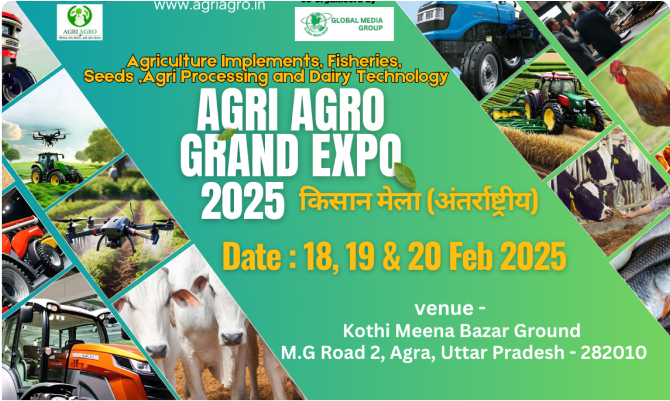 www.agriagro.in
AGRI AGRO
GLOBAL MEDIA
GROUP
Agriculture Implements, Fisheries,
Seeds ,Agri Processing and Dairy Technology
AGRI AGRO
GRAND EXPO
2025 किसान मेला (अंतर्राष्ट्रीय)
Date : 18, 19 & 20 Feb 2025
venue -
Kothi Meena Bazar Ground
M.G Road 2, Agra, Uttar Pradesh - 282010